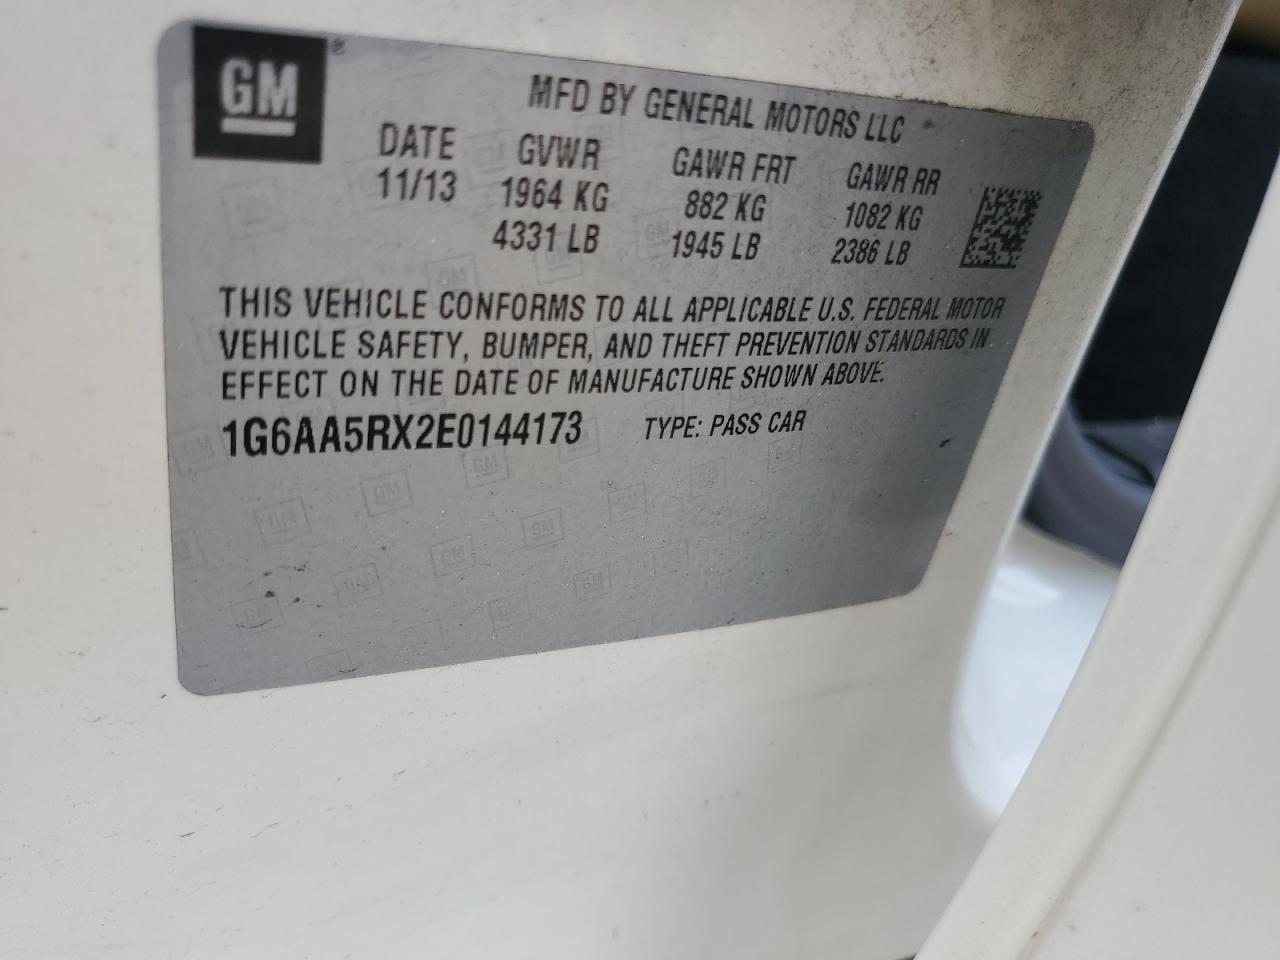 GM ®
MFD BY GENERAL MOTORS LLC
DATE GVWR GAWR FRT GAWR RR
11/13 1964 KG 882 KG 1082 KG
4331 LB 1945 LB 2386 LB
THIS VEHICLE CONFORMS TO ALL APPLICABLE U.S. FEDERAL MOTOR
VEHICLE SAFETY, BUMPER, AND THEFT PREVENTION STANDARDS IN
EFFECT ON THE DATE OF MANUFACTURE SHOWN ABOVE.
1G6AA5RX2E0144173 TYPE: PASS CAR